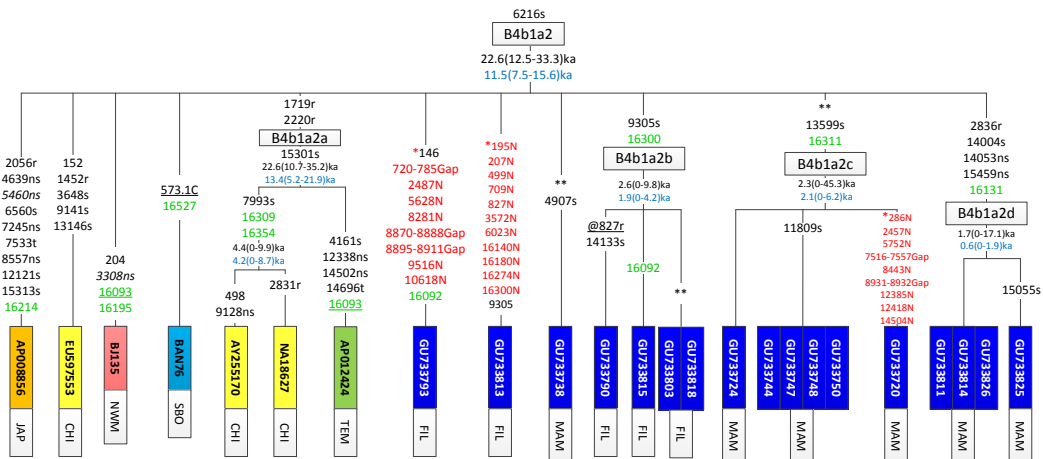 6216s
B4b1a2
22.6(12.5-33.3)ka
11.5(7.5-15.6)ka
2056r
4639ns
5460ns
6560s
7245ns
7533t
8557ns
12121s
15313s
16214
AP008856
JAP
152
1452r
3648s
9141s
13146s
EU597553
CHI
204
3308ns
16093
16195
BJ135
NWM
573.1C
16527
BAN76
SBO
1719r
2220r
B4b1a2a
15301s
22.6(10.7-35.2)ka
13.4(5.2-21.9)ka
7993s
16309
16354
4.4(0-9.9)ka
4.2(0-8.7)ka
498
9128ns
AY255170
CHI
2831r
NA18627
CHI
4161s
12338ns
14502ns
14696t
16093
AP012424
TEM
*146
720-785Gap
2487N
5628N
8281N
8870-8888Gap
8895-8911Gap
9516N
10618N
16092
GU733793
FIL
*195N
207N
499N
709N
827N
3572N
6023N
16140N
16180N
16274N
16300N
9305
GU733813
FIL
**
4907s
GU733738
MAM
9305s
16300
B4b1a2b
2.6(0-9.8)ka
1.9(0-4.2)ka
@827r
14133s
GU733790
FIL
16092
GU733815
FIL
**
GU733803
GU733818
FIL
**
13599s
16311
B4b1a2c
2.3(0-45.3)ka
2.1(0-6.2)ka
GU733724
MAM
11809s
GU733744
GU733747
GU733748
GU733750
MAM
*286N
2457N
5752N
7516-7557Gap
8443N
8931-8932Gap
12385N
12418N
14504N
GU733720
MAM
2836r
14004s
14053ns
15459ns
16131
B4b1a2d
1.7(0-17.1)ka
0.6(0-1.9)ka
GU733811
GU733814
GU733826
MAM
15055s
GU733825
MAM